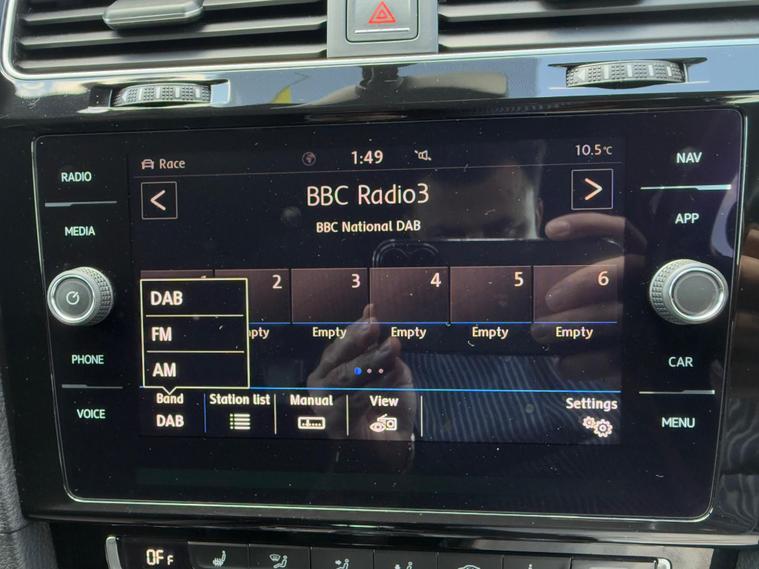 RADIO
MEDIA
PHONE
VOICE
Race
1:49
10.5°C
BBC Radio3
BBC National DAB
2 3 4 5 6
Empty Empty Empty Empty
DAB
FM
AM
Band
DAB
Station list
Manual
View
Settings
NAV
APP
CAR
MENU
OFF